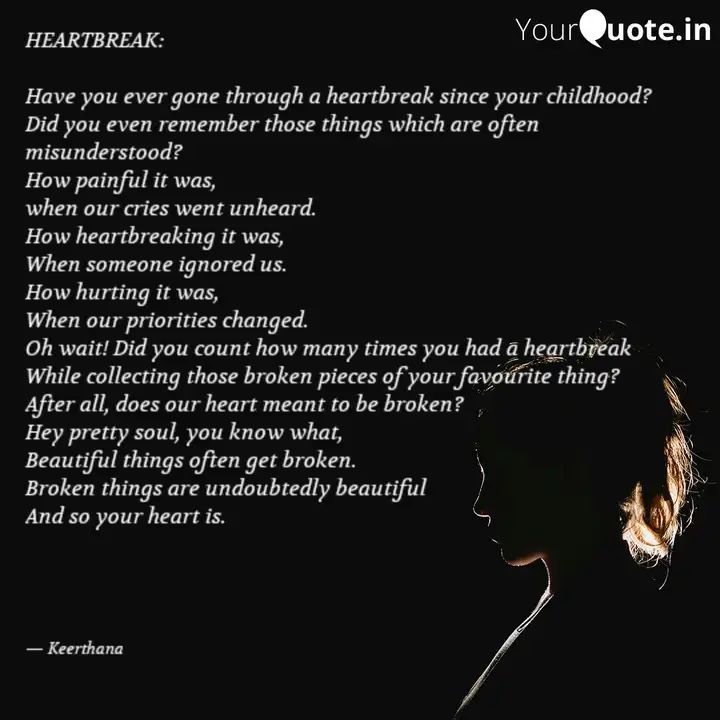 YourQuote.in
HEARTBREAK:
Have you ever gone through a heartbreak since your childhood?
Did you even remember those things which are often
misunderstood?
How painful it was,
when our cries went unheard.
How heartbreaking it was,
When someone ignored us.
How hurting it was,
When our priorities changed.
Oh wait! Did you count how many times you had a heartbreak
While collecting those broken pieces of your favourite thing?
After all, does our heart meant to be broken?
Hey pretty soul, you know what,
Beautiful things often get broken.
Broken things are undoubtedly beautiful
And so your heart is.
— Keerthana